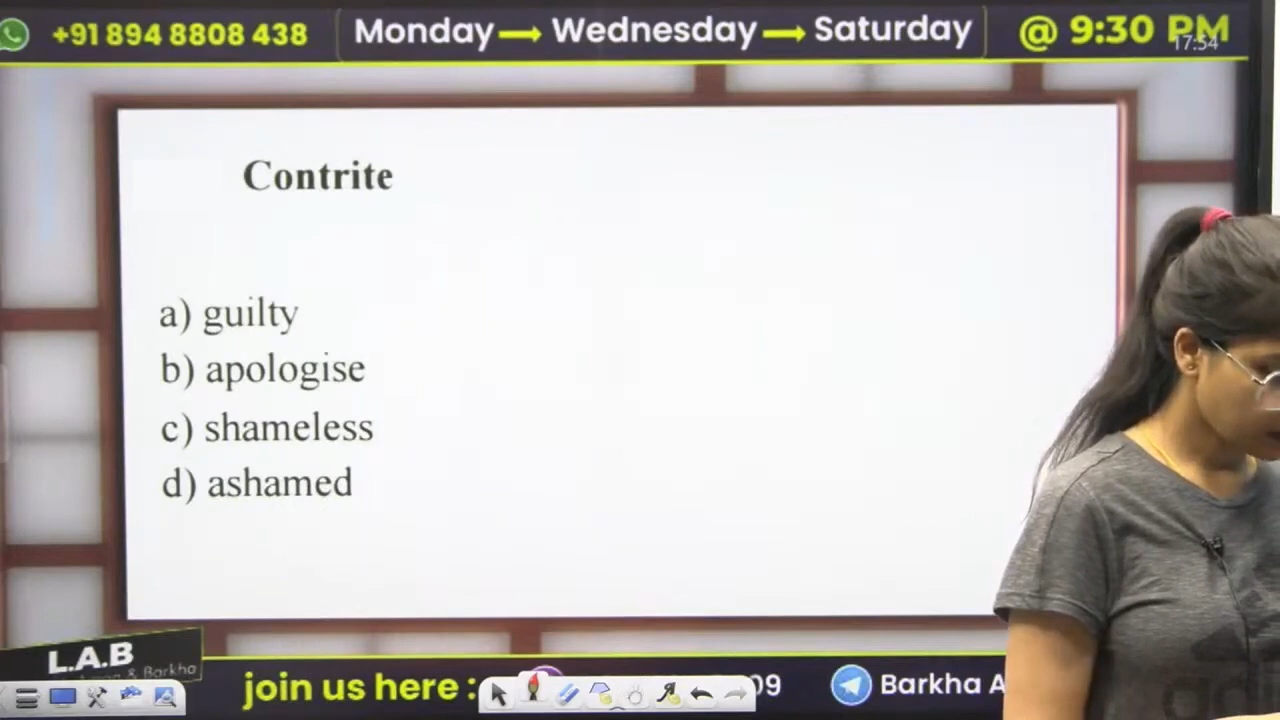 +91 894 8808 438 Monday → Wednesday → Saturday @ 9:30 PM
17:54
Contrite
a) guilty
b) apologise
c) shameless
d) ashamed
L.A.B
& Barkha
join us here : 09 Barkha A